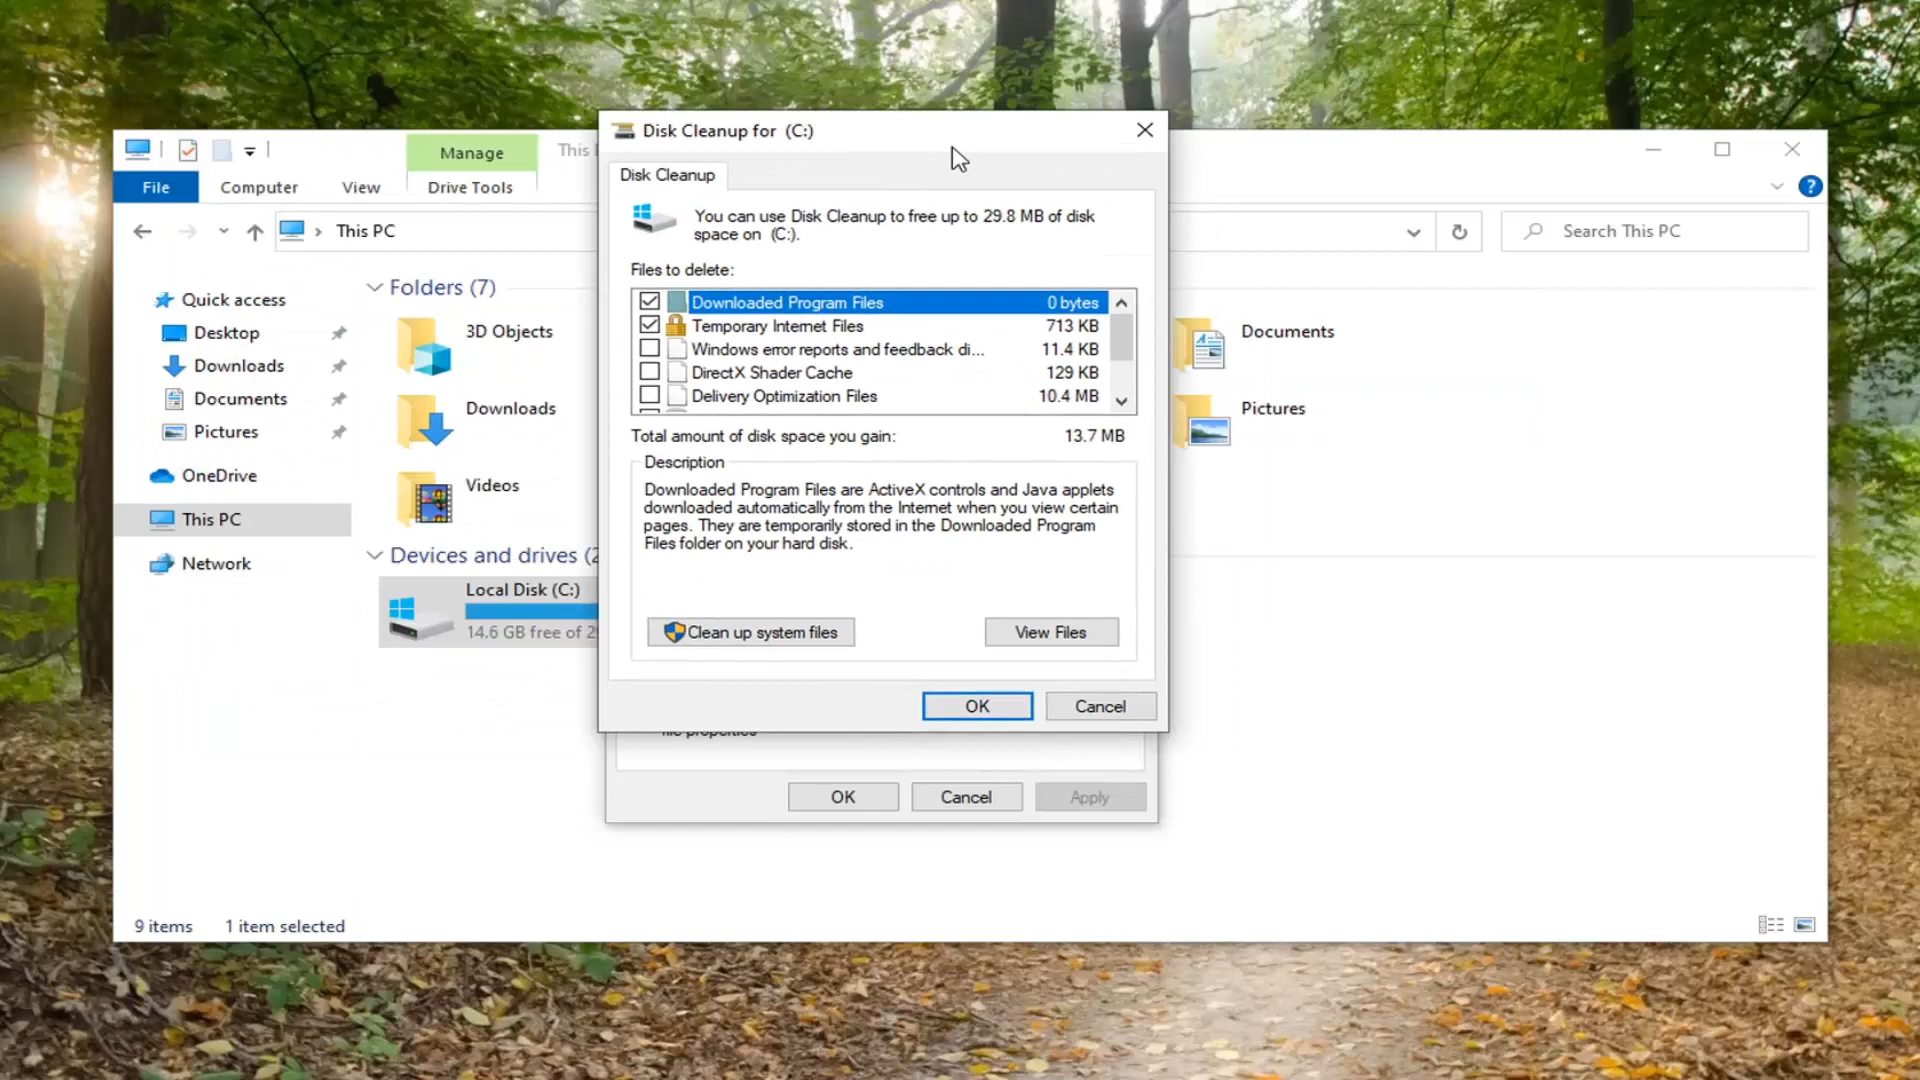 Manage
This
File
Computer
View
Drive Tools
This PC
Search This PC
Quick access
Desktop
Downloads
Documents
Pictures
OneDrive
This PC
Network
Folders (7)
3D Objects
Downloads
Videos
Documents
Pictures
Devices and drives (2
Local Disk (C:)
14.6 GB free of 29
9 items
1 item selected
Disk Cleanup for  (C:)
Disk Cleanup
You can use Disk Cleanup to free up to 29.8 MB of disk
space on  (C:).
Files to delete:
Downloaded Program Files 0 bytes
Temporary Internet Files 713 KB
Windows error reports and feedback di... 11.4 KB
DirectX Shader Cache 129 KB
Delivery Optimization Files 10.4 MB
Total amount of disk space you gain: 13.7 MB
Description
Downloaded Program Files are ActiveX controls and Java applets
downloaded automatically from the Internet when you view certain
pages. They are temporarily stored in the Downloaded Program
Files folder on your hard disk.
Clean up system files
View Files
OK
Cancel
file properties
OK
Cancel
Apply